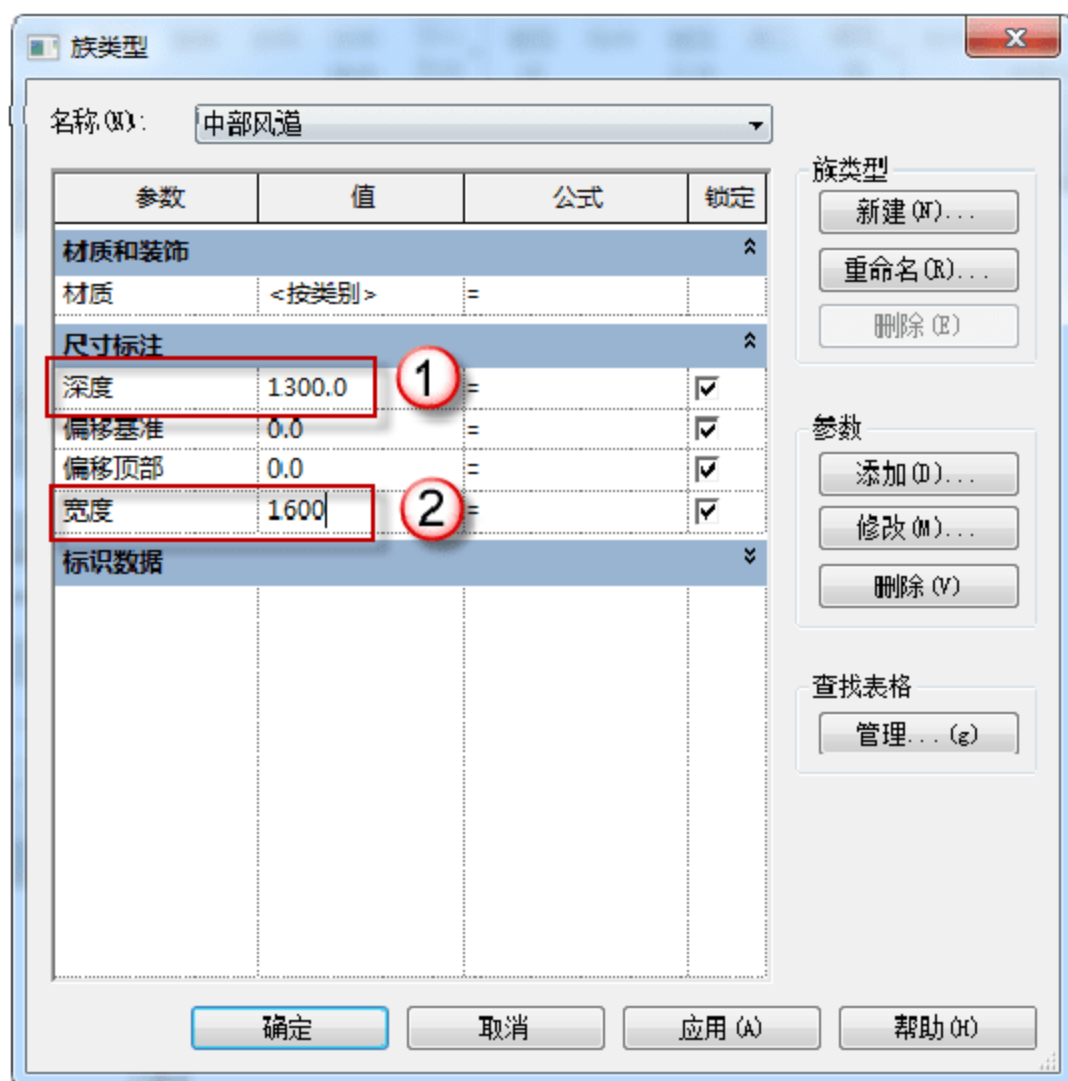 族类型
名称(N):
中部风道
参数 值 公式 锁定
材质和装饰
材质 <按类别> =
尺寸标注
深度 1300.0 ① =
偏移基准 0.0 =
偏移顶部 0.0 =
宽度 1600 ② =
标识数据
族类型
新建(N)...
重命名(R)...
删除(E)
参数
添加(D)...
修改(M)...
删除(V)
查找表格
管理...(g)
确定 取消 应用(A) 帮助(H)